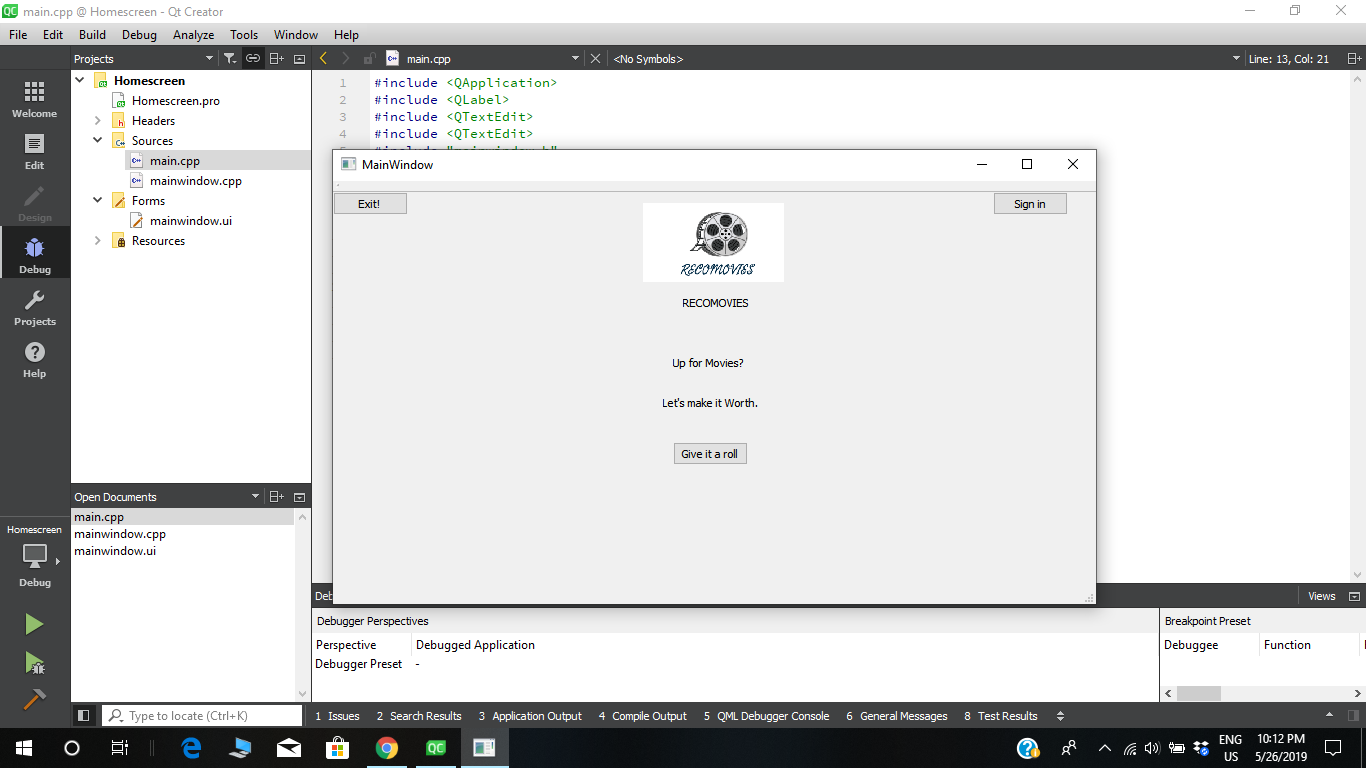 main.cpp @ Homescreen - Qt Creator
File Edit Build Debug Analyze Tools Window Help
Projects
main.cpp
<No Symbols>
Line: 13, Col: 21
Welcome
Edit
Design
Debug
Projects
Help
Homescreen
Homescreen.pro
Headers
Sources
main.cpp
mainwindow.cpp
Forms
mainwindow.ui
Resources
1 #include <QApplication>
2 #include <QLabel>
3 #include <QTextEdit>
4 #include <QTextEdit>
MainWindow
Exit!
Sign in
RECOMOVIES
RECOMOVIES
Up for Movies?
Let's make it Worth.
Give it a roll
Open Documents
main.cpp
mainwindow.cpp
mainwindow.ui
Homescreen
Debug
Views
Debugger Perspectives
Perspective Debugged Application
Debugger Preset -
Breakpoint Preset
Debuggee Function
Type to locate (Ctrl+K)
1 Issues 2 Search Results 3 Application Output 4 Compile Output 5 QML Debugger Console 6 General Messages 8 Test Results
ENG
US
10:12 PM
5/26/2019